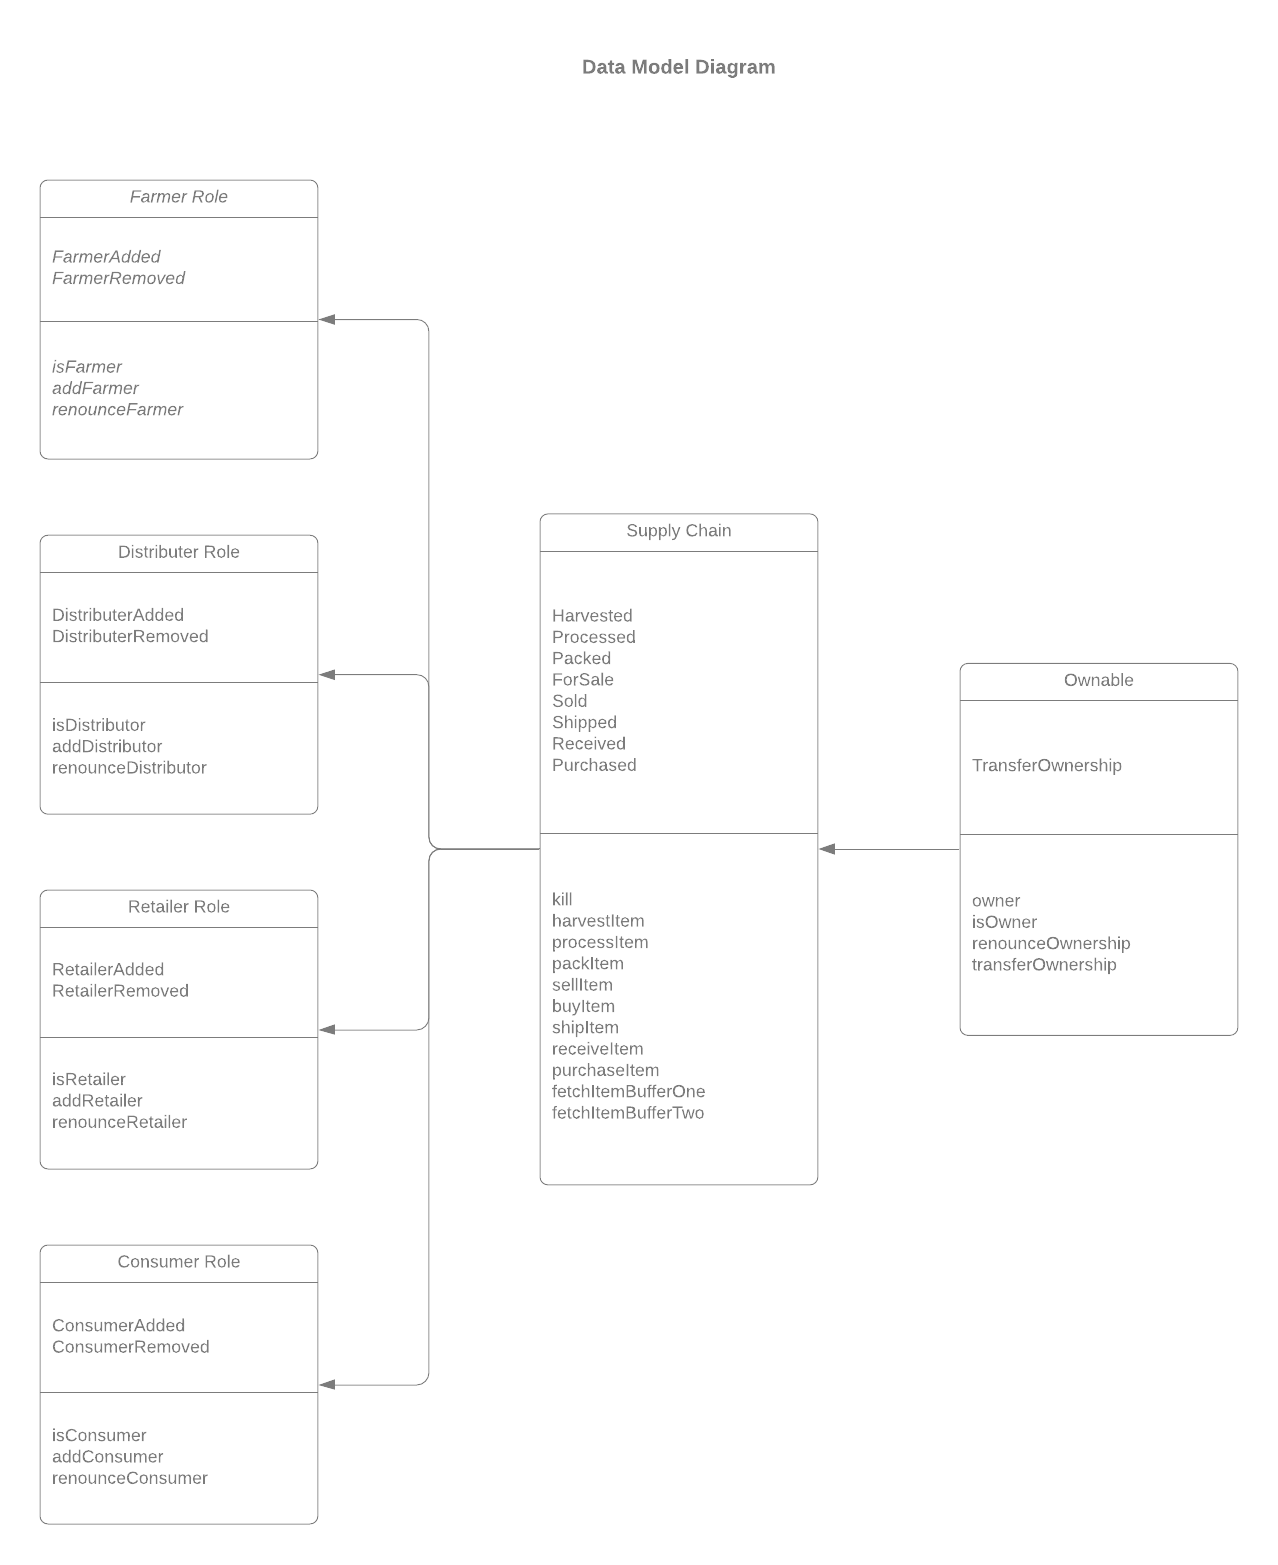 Data Model Diagram
Farmer Role
FarmerAdded
FarmerRemoved
isFarmer
addFarmer
renounceFarmer
Distributer Role
DistributerAdded
DistributerRemoved
isDistributor
addDistributor
renounceDistributor
Retailer Role
RetailerAdded
RetailerRemoved
isRetailer
addRetailer
renounceRetailer
Consumer Role
ConsumerAdded
ConsumerRemoved
isConsumer
addConsumer
renounceConsumer
Supply Chain
Harvested
Processed
Packed
ForSale
Sold
Shipped
Received
Purchased
kill
harvestItem
processItem
packItem
sellItem
buyItem
shipItem
receiveItem
purchaseItem
fetchItemBufferOne
fetchItemBufferTwo
Ownable
TransferOwnership
owner
isOwner
renounceOwnership
transferOwnership